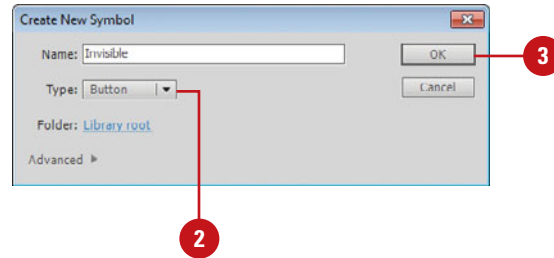 Create New Symbol
Name: Invisible
OK
3
Type: Button
Cancel
Folder: Library root
Advanced
2